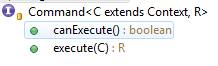 I Command<C extends Context, R>
canExecute() : boolean
execute(C) : R